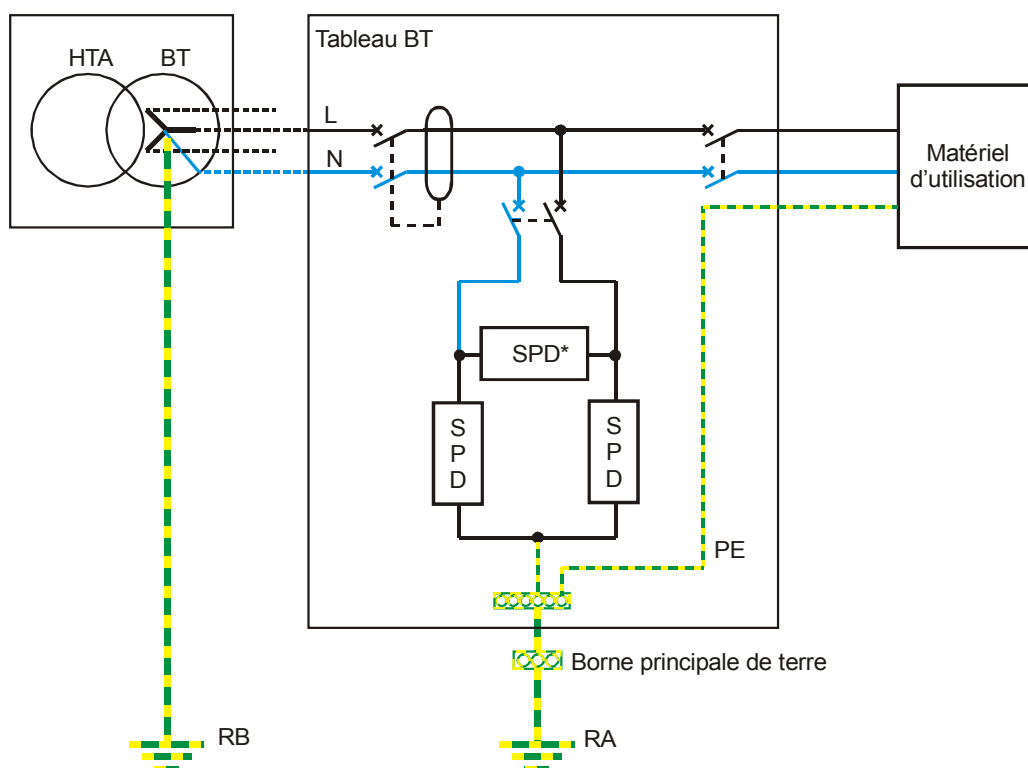 Tableau BT
HTA
BT
L
N
Matériel
d'utilisation
SPD*
S
P
D
S
P
D
PE
Borne principale de terre
RB
RA